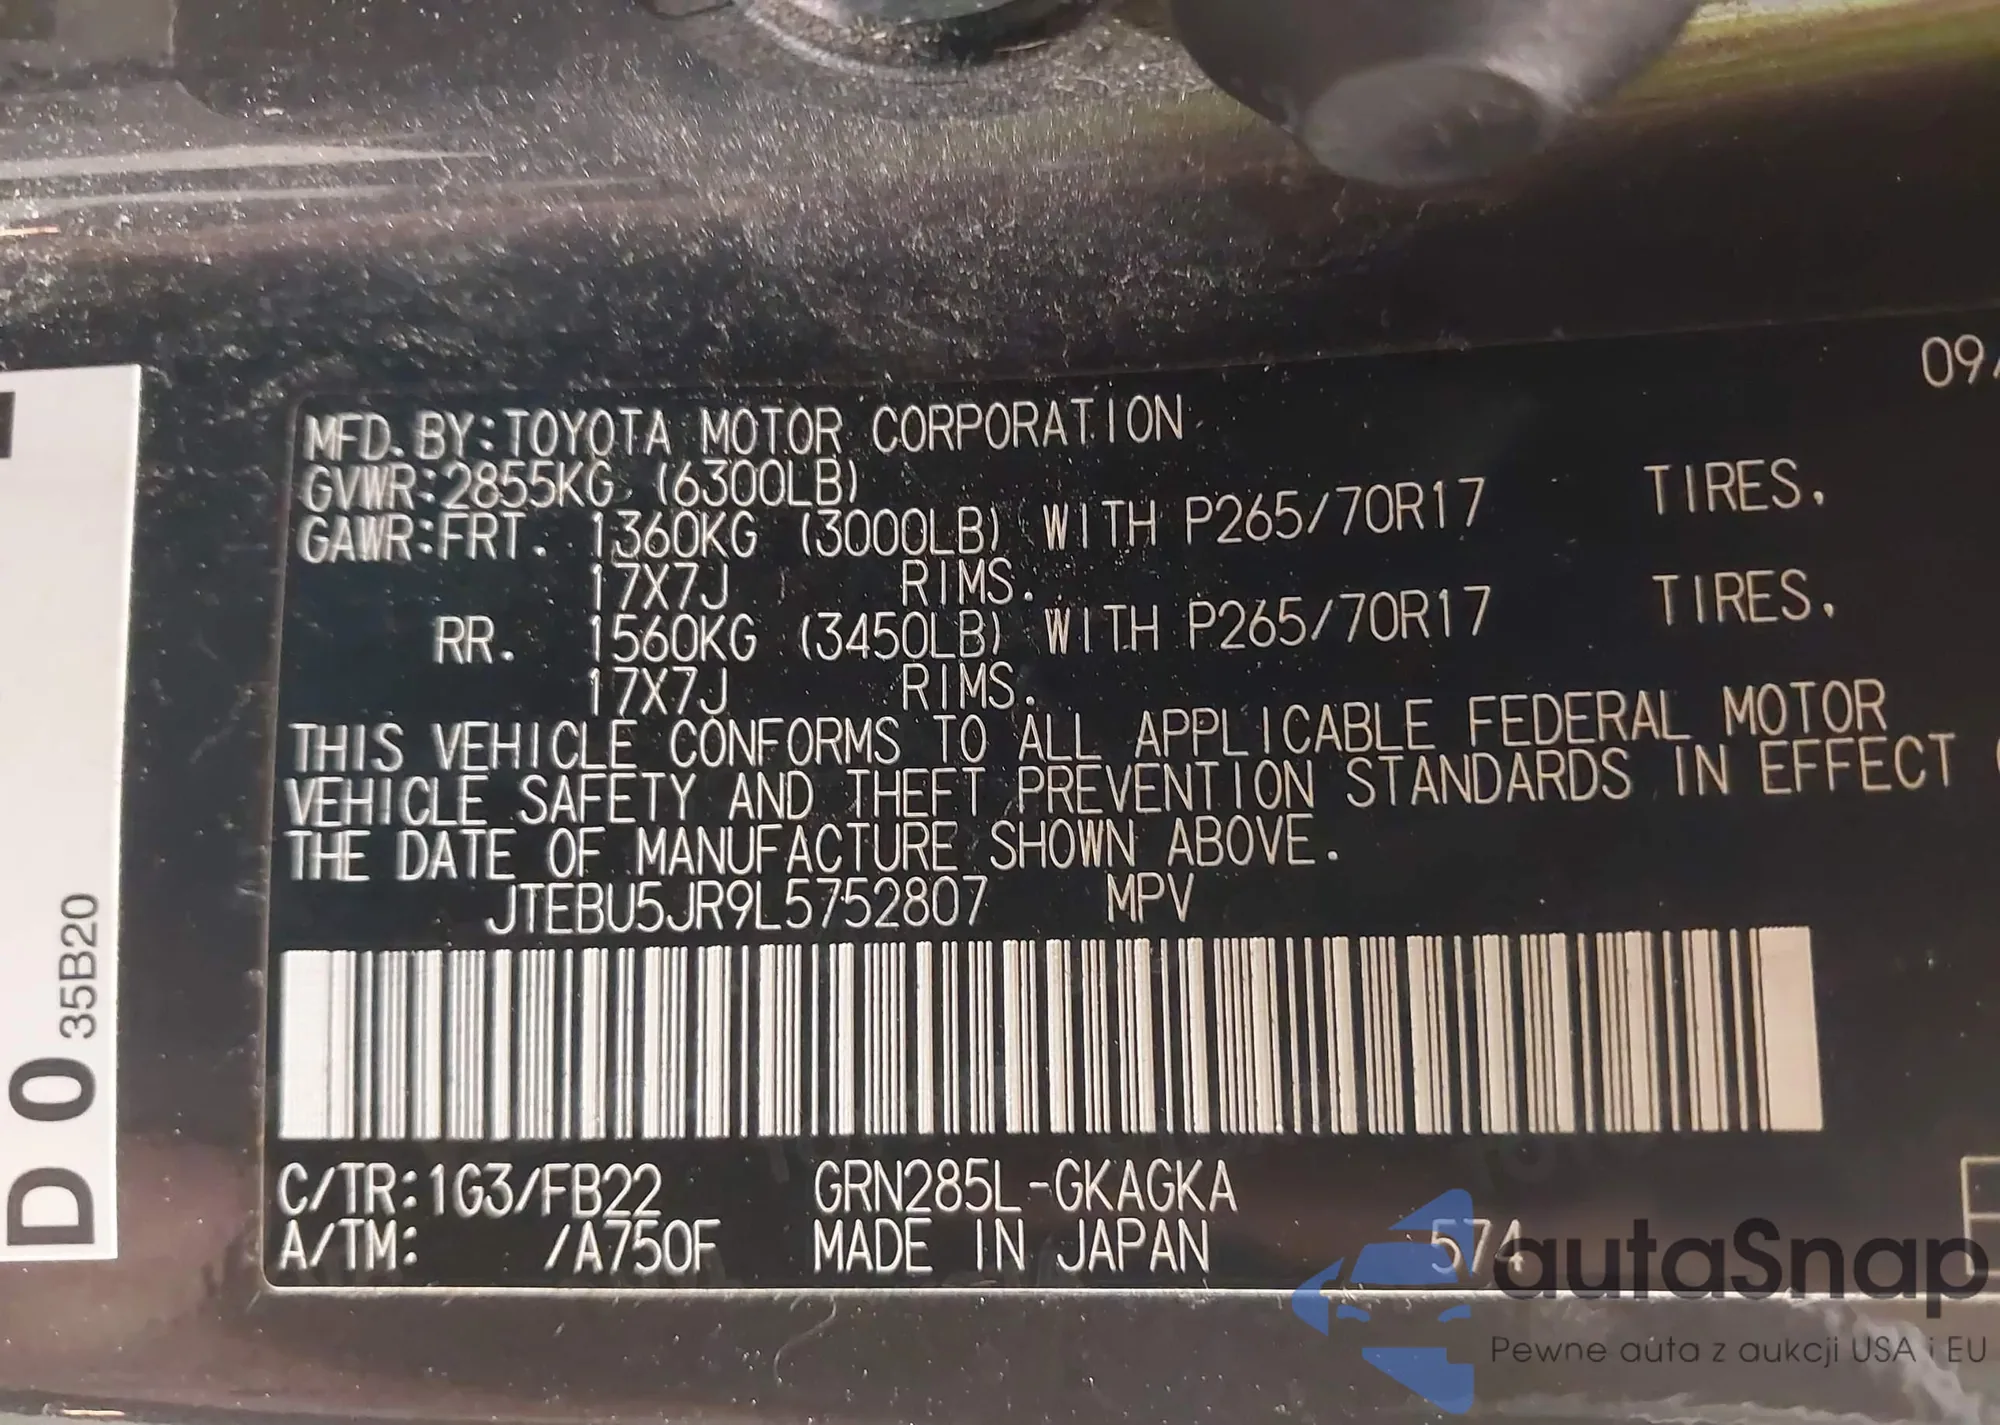 09/
MFD. BY: TOYOTA MOTOR CORPORATION
GVWR: 2855KG (6300LB)
GAWR: FRT. 1360KG (3000LB) WITH P265/70R17 TIRES.
17X7J RIMS.
RR. 1560KG (3450LB) WITH P265/70R17 TIRES.
17X7J RIMS.
THIS VEHICLE CONFORMS TO ALL APPLICABLE FEDERAL MOTOR
VEHICLE SAFETY AND THEFT PREVENTION STANDARDS IN EFFECT
THE DATE OF MANUFACTURE SHOWN ABOVE.
JTEBU5JR9L5752807 MPV
C/TR: 1G3/FB22 GRN285L-GKAGKA
A/TM: /A750F MADE IN JAPAN 574
D0 35B20
autaSnap
Pewne auta z aukcji USA i EU